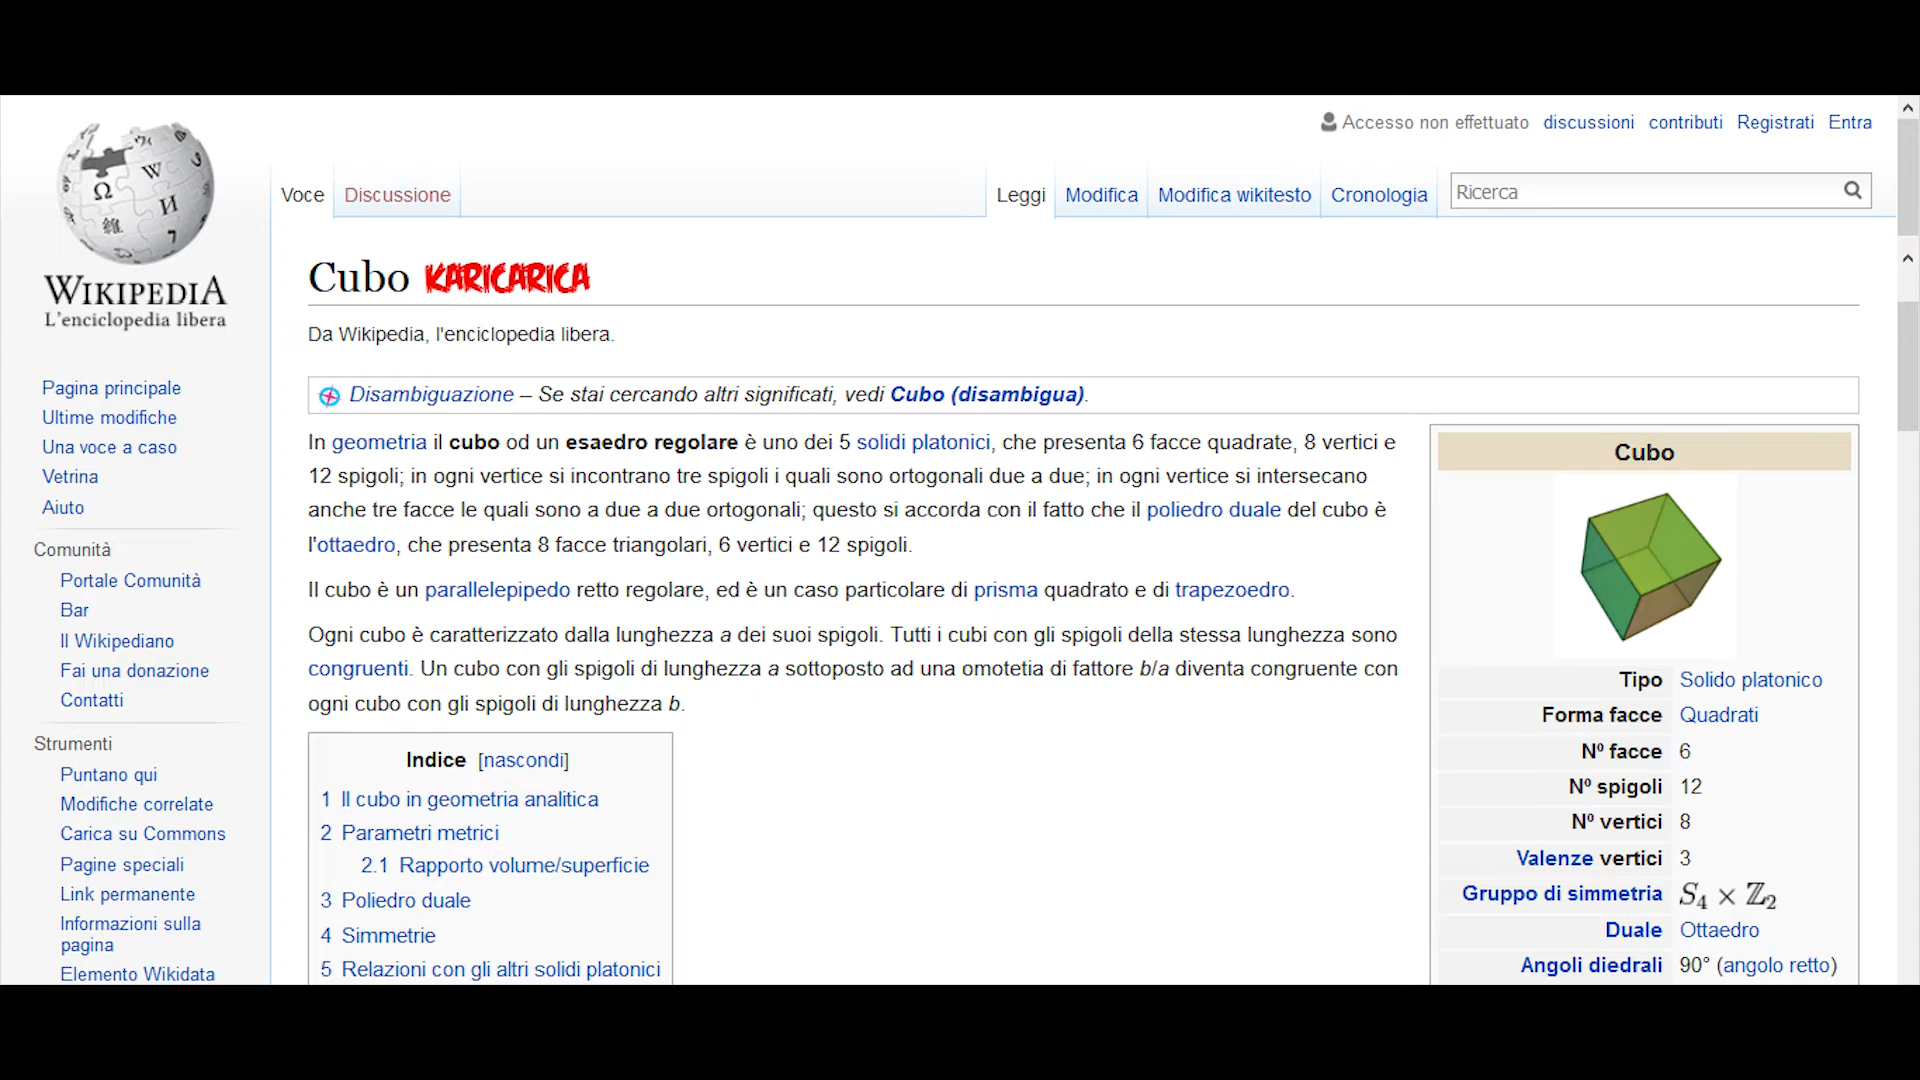 Accesso non effettuato discussioni contributi Registrati Entra
Voce Discussione Leggi Modifica Modifica wikitesto Cronologia Ricerca
WIKIPEDIA
L'enciclopedia libera
Cubo KARICARICA
Da Wikipedia, l'enciclopedia libera.
Disambiguazione – Se stai cercando altri significati, vedi Cubo (disambigua).
In geometria il cubo od un esaedro regolare è uno dei 5 solidi platonici, che presenta 6 facce quadrate, 8 vertici e
12 spigoli; in ogni vertice si incontrano tre spigoli i quali sono ortogonali due a due; in ogni vertice si intersecano
anche tre facce le quali sono a due a due ortogonali; questo si accorda con il fatto che il poliedro duale del cubo è
l'ottaedro, che presenta 8 facce triangolari, 6 vertici e 12 spigoli.
Il cubo è un parallelepipedo retto regolare, ed è un caso particolare di prisma quadrato e di trapezoedro.
Ogni cubo è caratterizzato dalla lunghezza a dei suoi spigoli. Tutti i cubi con gli spigoli della stessa lunghezza sono
congruenti. Un cubo con gli spigoli di lunghezza a sottoposto ad una omotetia di fattore b/a diventa congruente con
ogni cubo con gli spigoli di lunghezza b.
Indice [nascondi]
1 Il cubo in geometria analitica
2 Parametri metrici
2.1 Rapporto volume/superficie
3 Poliedro duale
4 Simmetrie
5 Relazioni con gli altri solidi platonici
Cubo
Tipo Solido platonico
Forma facce Quadrati
Nº facce 6
Nº spigoli 12
Nº vertici 8
Valenze vertici 3
Gruppo di simmetria S₄ × ℤ₂
Duale Ottaedro
Angoli diedrali 90° (angolo retto)
Pagina principale
Ultime modifiche
Una voce a caso
Vetrina
Aiuto
Comunità
Portale Comunità
Bar
Il Wikipediano
Fai una donazione
Contatti
Strumenti
Puntano qui
Modifiche correlate
Carica su Commons
Pagine speciali
Link permanente
Informazioni sulla
pagina
Elemento Wikidata